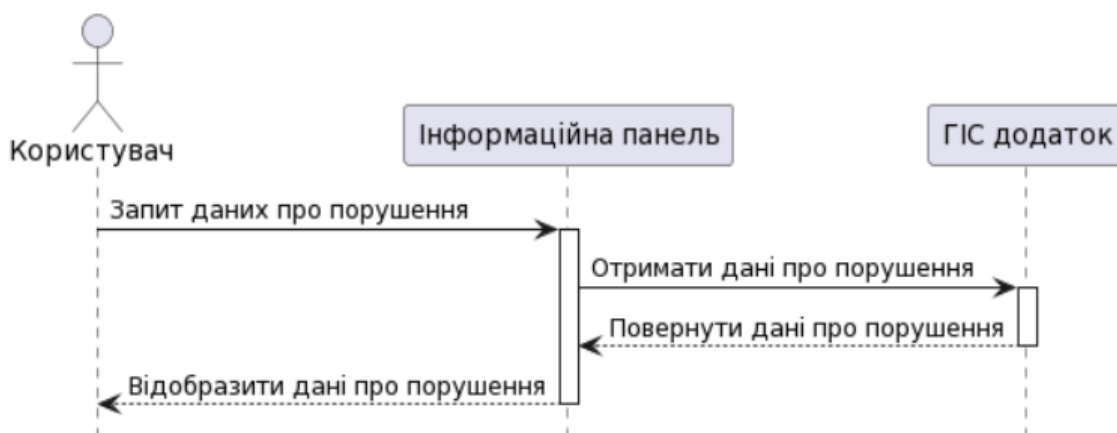 Користувач
Інформаційна панель
ГІС додаток
Запит даних про порушення
Отримати дані про порушення
Повернути дані про порушення
Відобразити дані про порушення